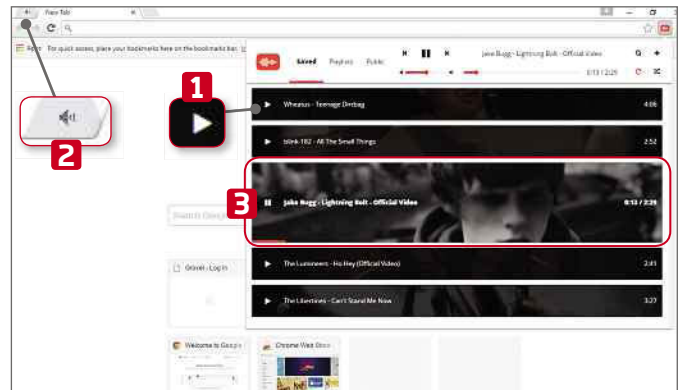 New Tab
Apps For quick access, place your bookmarks here on the bookmarks bar.
Saved Playlists Public
Jake Bugg - Lightning Bolt - Official Video
0:13 / 2:29
1
Wheatus - Teenage Dirtbag 4:06
2
blink-182 - All The Small Things 2:52
3
Jake Bugg - Lightning Bolt - Official Video 0:13 / 2:29
Search Google
The Lumineers - Ho Hey (Official Video) 2:41
Log In
The Libertines - Can't Stand Me Now 3:27
Welcome to Google
Chrome Web Store